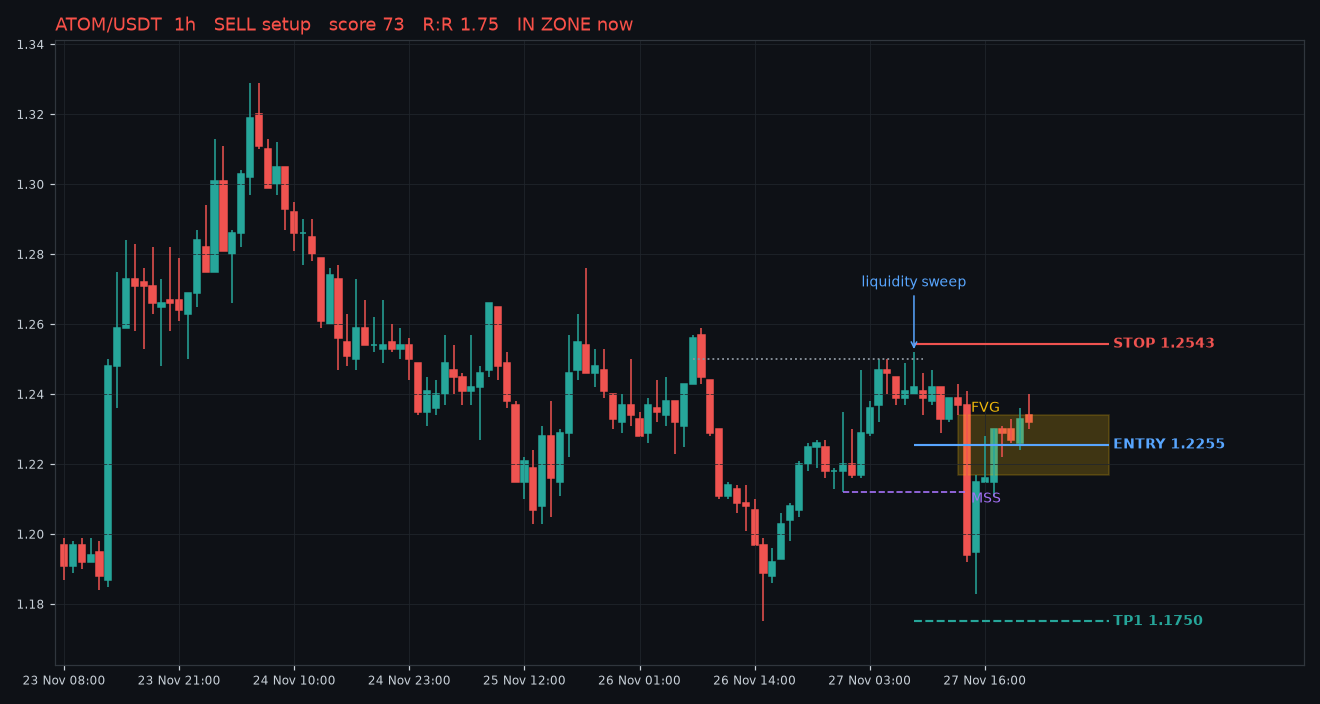 ATOM/USDT 1h SELL setup score 73 R:R 1.75 IN ZONE now
1.34
1.32
1.30
1.28
1.26
1.24
1.22
1.20
1.18
liquidity sweep
STOP 1.2543
FVG
ENTRY 1.2255
MSS
TP1 1.1750
23 Nov 08:00 23 Nov 21:00 24 Nov 10:00 24 Nov 23:00 25 Nov 12:00 26 Nov 01:00 26 Nov 14:00 27 Nov 03:00 27 Nov 16:00